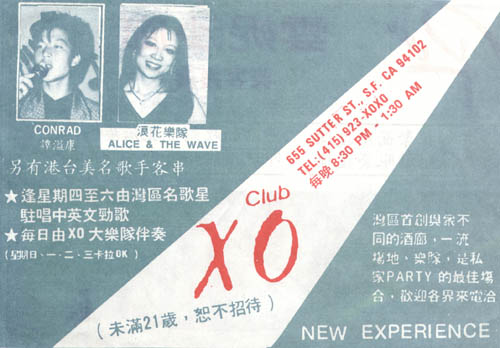 CONRAD
譚溢康
浪花樂隊
ALICE & THE WAVE
另有港台美名歌手客串
★逢星期四至六由灣區名歌星
駐唱中英文勁歌
★每日由XO大樂隊伴奏
(星期日、一、二、三卡拉OK)
655 SUTTER ST., S.F. CA 94102
TEL: (415) 923-XOXO
每晚 8:30 PM - 1:30 AM
Club
XO
(未滿21歲，恕不招待)
灣區首創與衆不
同的酒廊，一流
場地、樂隊，是私
家PARTY的最佳場
合，歡迎各界來電洽
NEW EXPERIENCE